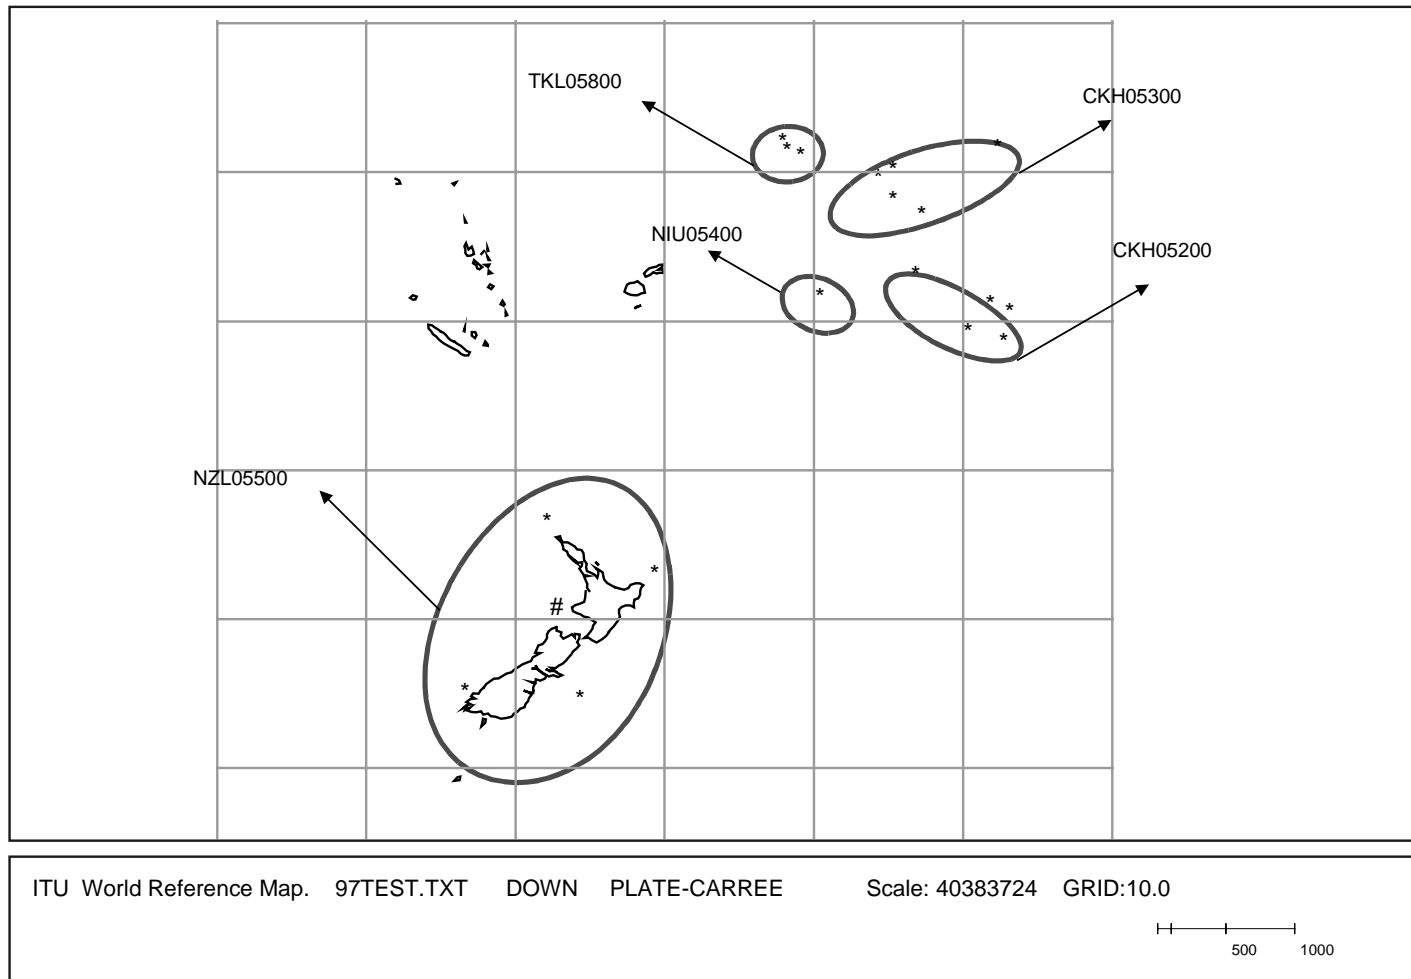 TKL05800
CKH05300
NIU05400
CKH05200
NZL05500
#
ITU World Reference Map. 97TEST.TXT DOWN PLATE-CARREE Scale: 40383724 GRID:10.0
500 1000